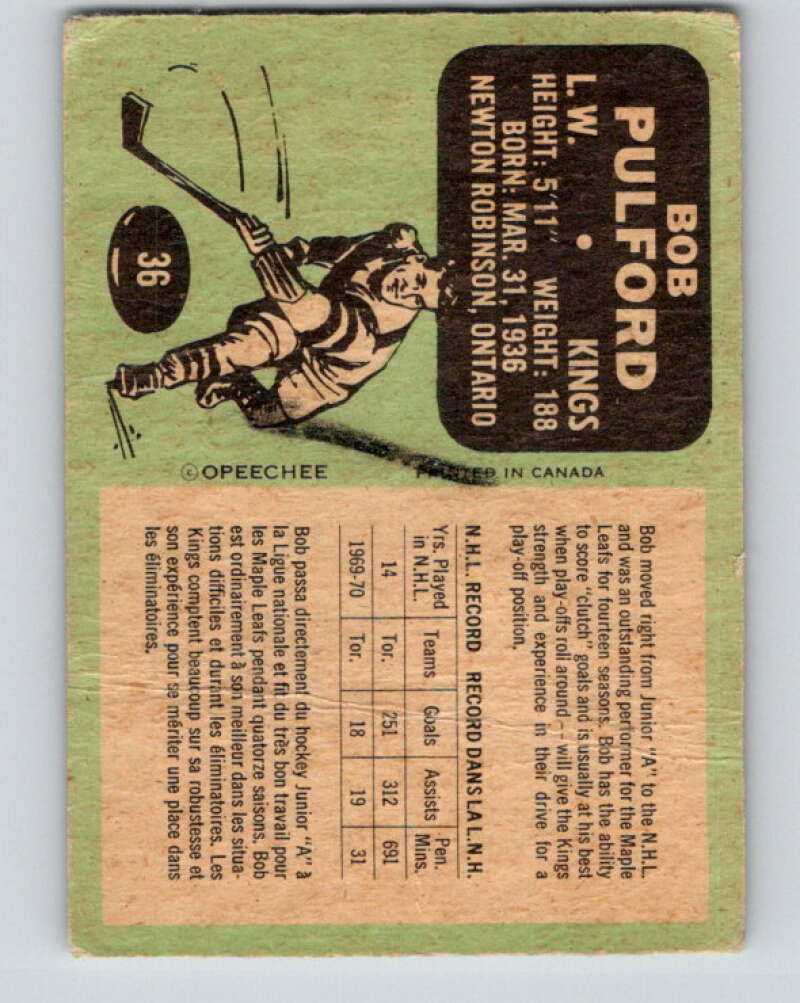 BOB
PULFORD
L.W. • KINGS
HEIGHT: 5'11" WEIGHT: 188
BORN: MAR. 31, 1936
NEWTON ROBINSON, ONTARIO
36
© OPEECHEE PRINTED IN CANADA
Bob moved right from Junior "A" to the N.H.L.
and was an outstanding performer for the Maple
Leafs for fourteen seasons. Bob has the ability
to score "clutch" goals and is usually at his best
when play-offs roll around -- will give the Kings
strength and experience in their drive for a
play-off position.
N.H.L. RECORD RECORD DANS LA L.N.H.
Yrs. Played in N.H.L. Teams Goals Assists Pen. Mins.
14 Tor. 251 312 691
1969-70 Tor. 18 19 31
Bob passa directement du hockey Junior "A" à
la Ligue nationale et fit du très bon travail pour
les Maple Leafs pendant quatorze saisons. Bob
est ordinairement à son meilleur dans les situa-
tions difficiles et durant les éliminatoires. Les
Kings comptent beaucoup sur sa robustesse et
son expérience pour se mériter une place dans
les éliminatoires.